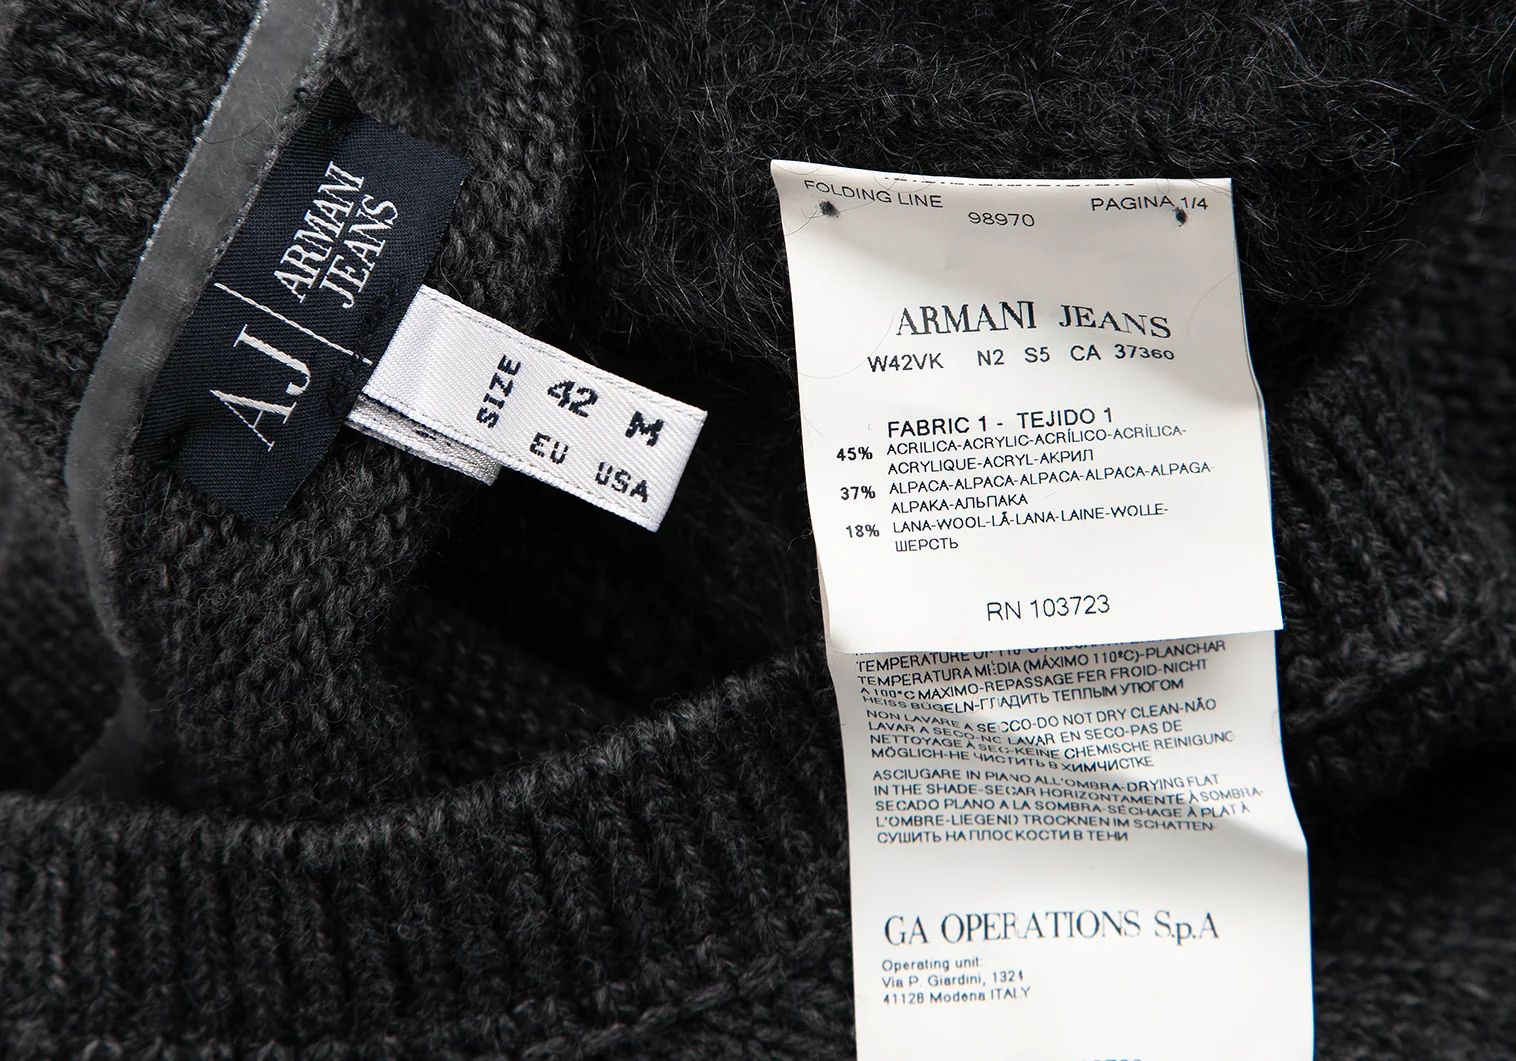 AJ
ARMANI
JEANS
SIZE 42 M
EU USA
FOLDING LINE
PAGINA 1/4
98970
ARMANI JEANS
W42VK N2 S5 CA 37360
FABRIC 1 - TEJIDO 1
45% ACRILICA-ACRYLIC-ACRÍLICO-ACRÍLICA-
ACRYLIQUE-ACRYL-АКРИЛ
37% ALPACA-ALPACA-ALPACA-ALPACA-ALPAGA-
ALPAKA-АЛЬПАКА
18% LANA-WOOL-LÃ-LANA-LAINE-WOLLE-
ШЕРСТЬ
RN 103723
TEMPERATURE OF 110°C
TEMPERATURA MÉDIA (MÁXIMO 110°C)-PLANCHAR
A 100°C MAXIMO-REPASSAGE FER FROID-NICHT
HEISS BÜGELN-ГЛАДИТЬ ТЕПЛЫМ УТЮГОМ
NON LAVARE A SECCO-DO NOT DRY CLEAN-NÃO
LAVAR A SECO-NO LAVAR EN SECO-PAS DE
NETTOYAGE À SEC-KEINE CHEMISCHE REINIGUNG
MÖGLICH-НЕ ЧИСТИТЬ В ХИМЧИСТКЕ
ASCIUGARE IN PIANO ALL'OMBRA-DRYING FLAT
IN THE SHADE-SECAR HORIZONTAMENTE À SOMBRA-
SECADO PLANO A LA SOMBRA-SÉCHAGE À PLAT À
L'OMBRE-LIEGEND TROCKNEN IM SCHATTEN-
СУШИТЬ НА ПЛОСКОСТИ В ТЕНИ
GA OPERATIONS S.p.A
Operating unit:
Via P. Giardini, 1324
41126 Modena ITALY